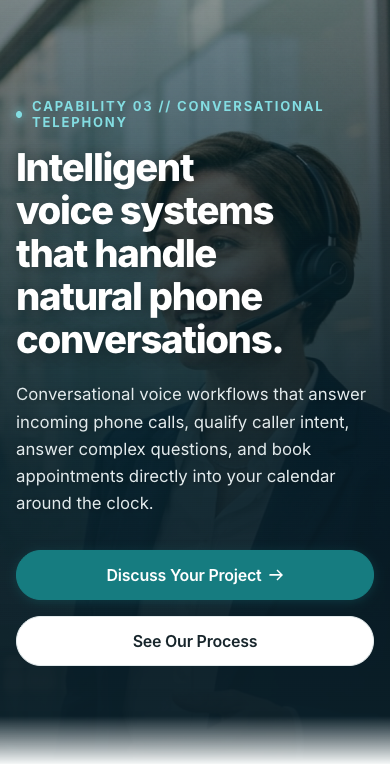 CAPABILITY 03 // CONVERSATIONAL
TELEPHONY
Intelligent
voice systems
that handle
natural phone
conversations.
Conversational voice workflows that answer
incoming phone calls, qualify caller intent,
answer complex questions, and book
appointments directly into your calendar
around the clock.
Discuss Your Project →
See Our Process